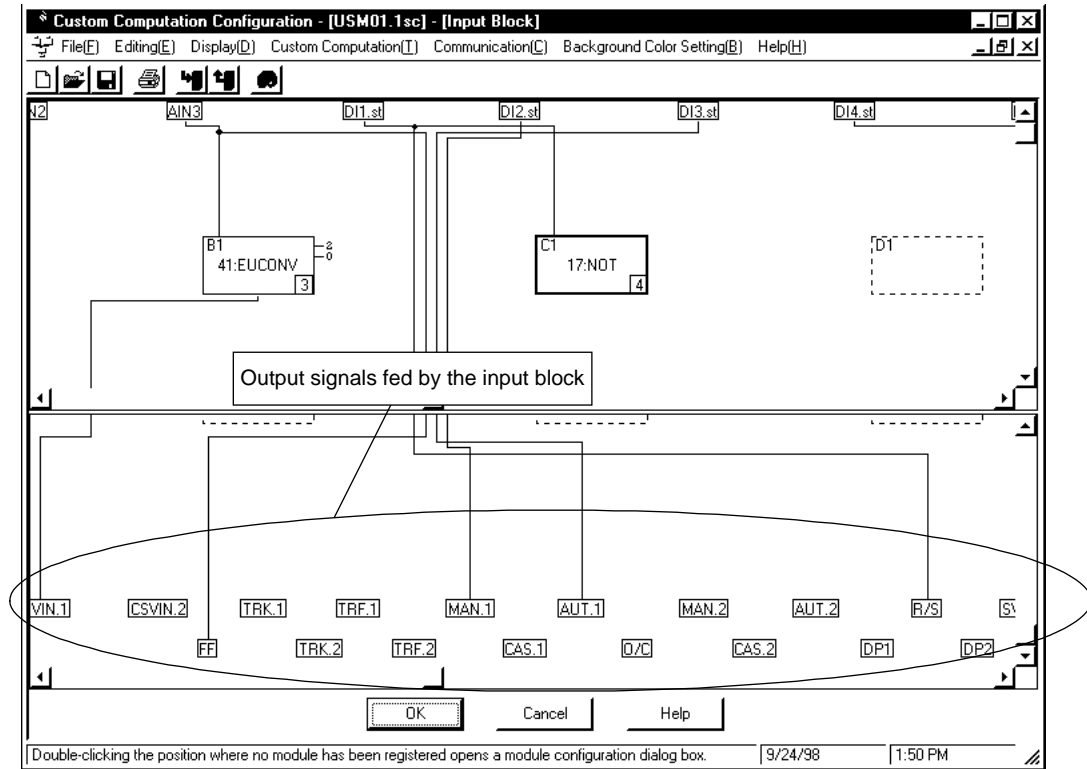 Custom Computation Configuration - [USM01.1sc] - [Input Block]
File(F) Editing(E) Display(D) Custom Computation(T) Communication(C) Background Color Setting(B) Help(H)
N2 AIN3 DI1.st DI2.st DI3.st DI4.st
B1 C1 D1
2
0
41:EUCONV 17:NOT
3 4
Output signals fed by the input block
VIN.1 CSVIN.2 TRK.1 TRF.1 MAN.1 AUT.1 MAN.2 AUT.2 R/S
FF TRK.2 TRF.2 CAS.1 O/C CAS.2 DP1 DP2
OK Cancel Help
Double-clicking the position where no module has been registered opens a module configuration dialog box. 9/24/98 1:50 PM